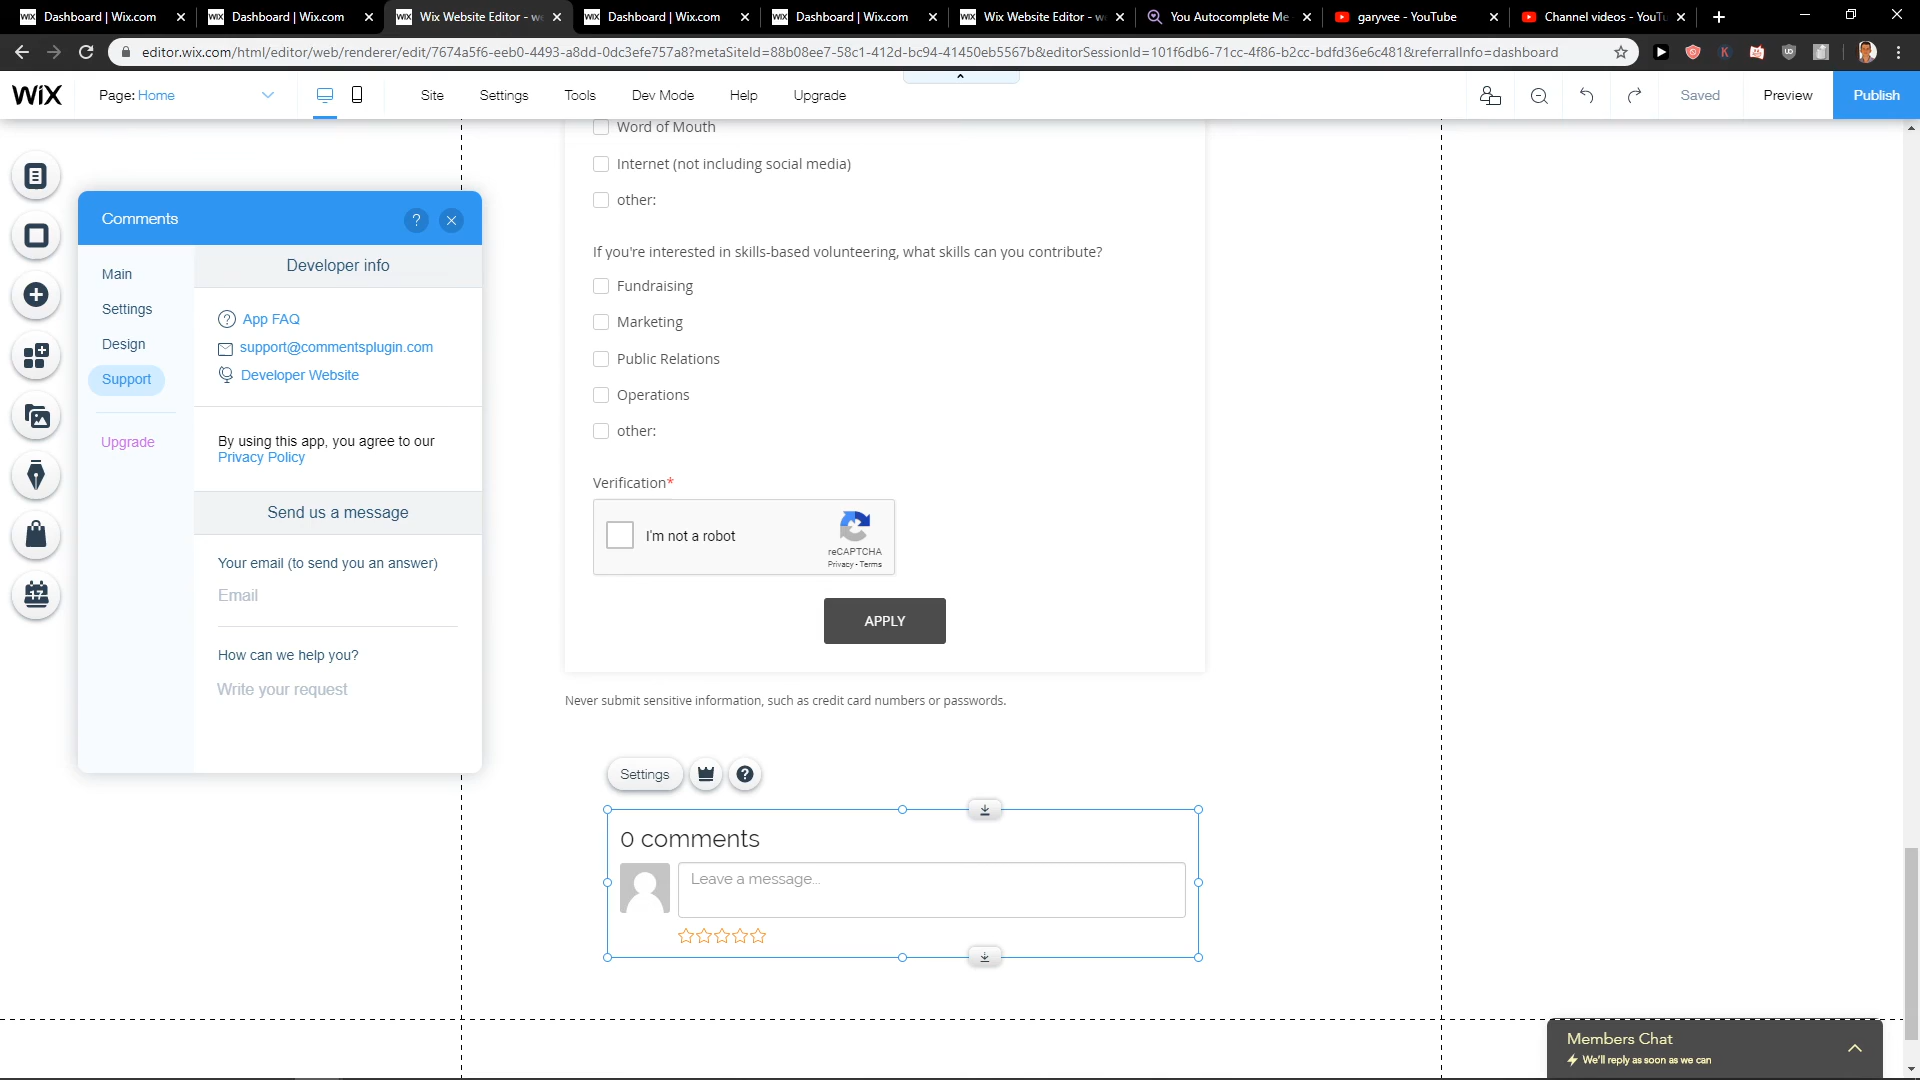 Dashboard | Wix.com
Dashboard | Wix.com
Wix Website Editor - we
Dashboard | Wix.com
Dashboard | Wix.com
Wix Website Editor - w
You Autocomplete Me
garyvee - YouTube
Channel videos - YouTu
editor.wix.com/html/editor/web/renderer/edit/7674a5f6-eeb0-4493-a8dd-0dc3efe757a8?metaSiteId=88b08ee7-58c1-412d-bc94-41450eb5567b&editorSessionId=101f6db6-71cc-4f86-b2cc-bdfd36e6c481&referralInfo=dashboard
WiX
Page: Home
Site
Settings
Tools
Dev Mode
Help
Upgrade
Saved
Preview
Publish
Comments
Main
Settings
Design
Support
Upgrade
Developer info
App FAQ
support@commentsplugin.com
Developer Website
By using this app, you agree to our
Privacy Policy
Send us a message
Your email (to send you an answer)
Email
How can we help you?
Write your request
17
Word of Mouth
Internet (not including social media)
other:
If you're interested in skills-based volunteering, what skills can you contribute?
Fundraising
Marketing
Public Relations
Operations
other:
Verification*
I'm not a robot
reCAPTCHA
Privacy - Terms
APPLY
Never submit sensitive information, such as credit card numbers or passwords.
Settings
0 comments
Leave a message...
Members Chat
We'll reply as soon as we can